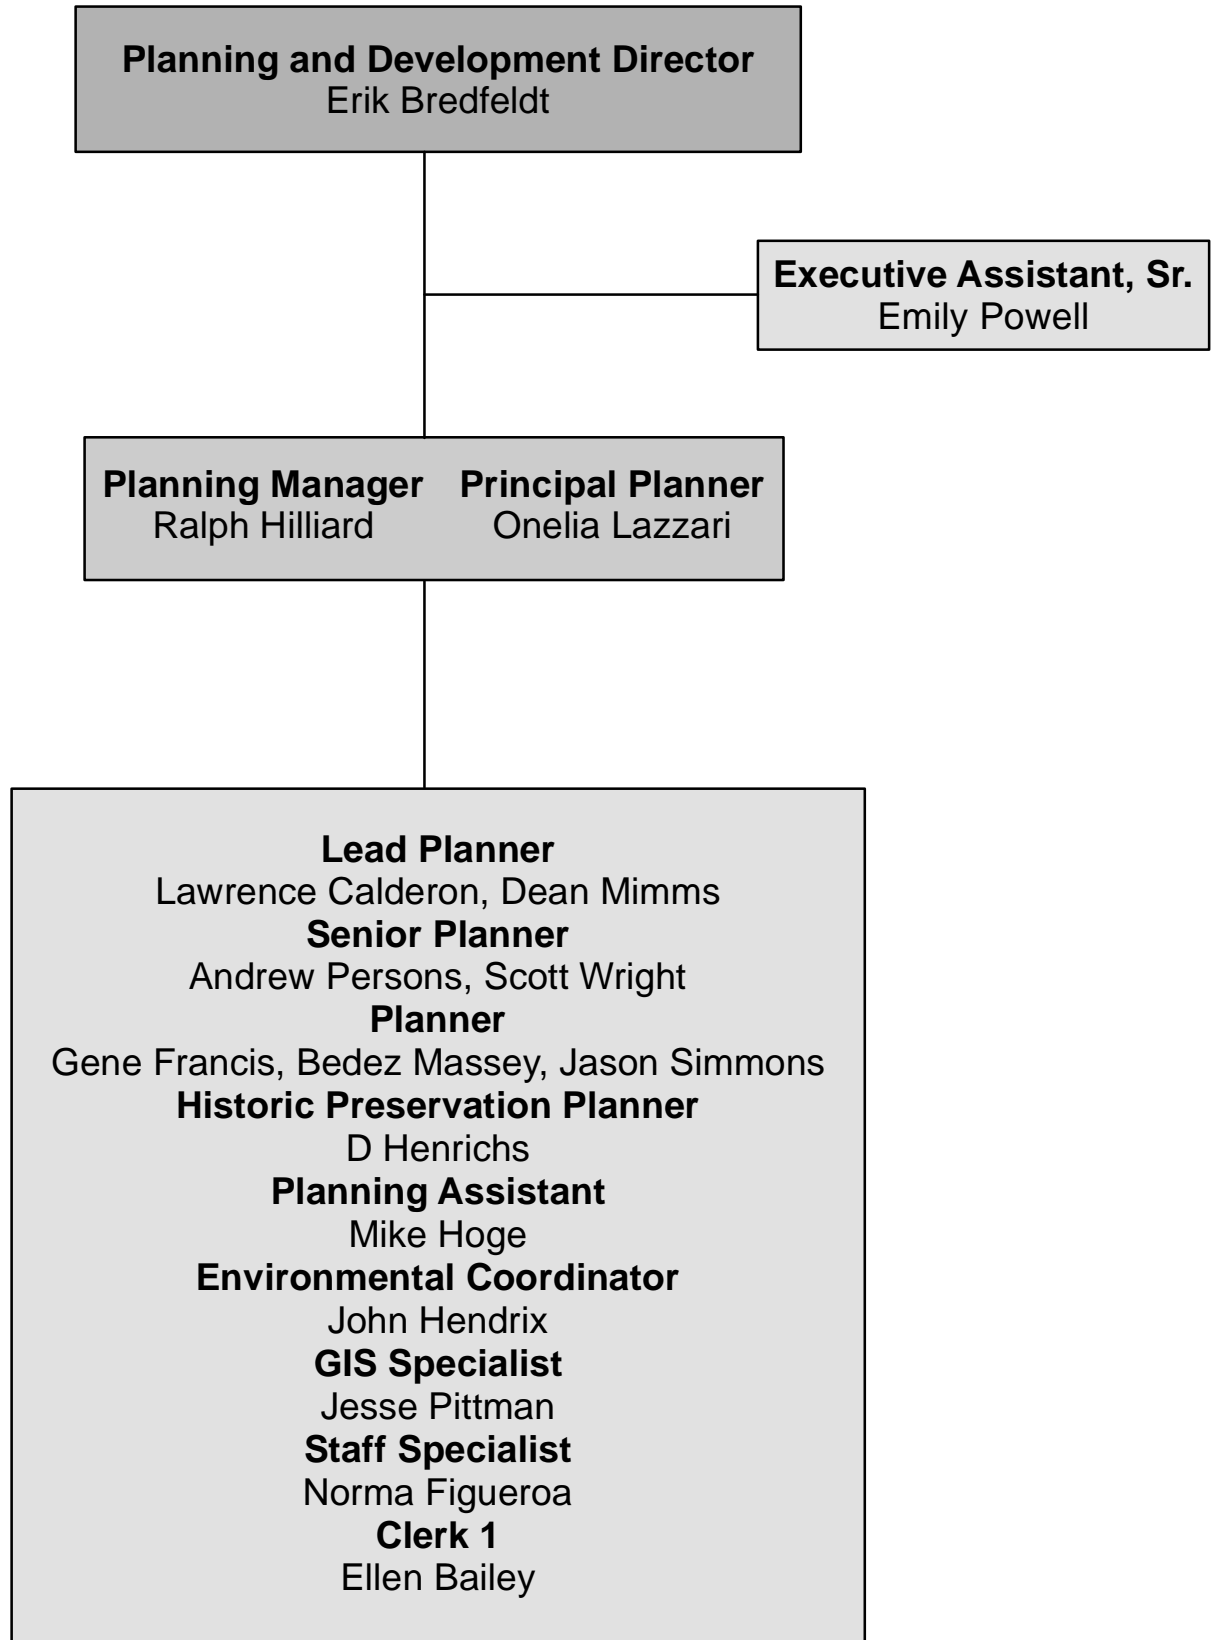 Planning and Development Director
Erik Bredfeldt
Executive Assistant, Sr.
Emily Powell
Planning Manager
Ralph Hilliard
Principal Planner
Onelia Lazzari
Lead Planner
Lawrence Calderon, Dean Mimms
Senior Planner
Andrew Persons, Scott Wright
Planner
Gene Francis, Bedez Massey, Jason Simmons
Historic Preservation Planner
D Henrichs
Planning Assistant
Mike Hoge
Environmental Coordinator
John Hendrix
GIS Specialist
Jesse Pittman
Staff Specialist
Norma Figueroa
Clerk 1
Ellen Bailey